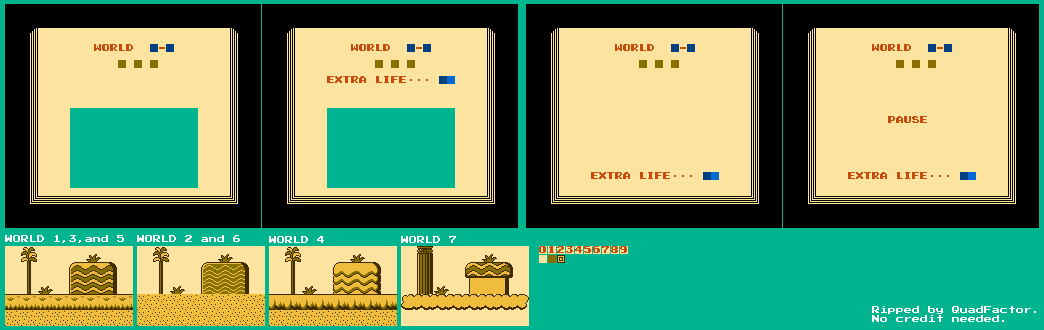 WORLD -
WORLD -
EXTRA LIFE···
WORLD -
EXTRA LIFE···
WORLD -
PAUSE
EXTRA LIFE···
WORLD 1,3,and 5
WORLD 2 and 6
WORLD 4
WORLD 7
0123456789
Ripped by QuadFactor.
No credit needed.